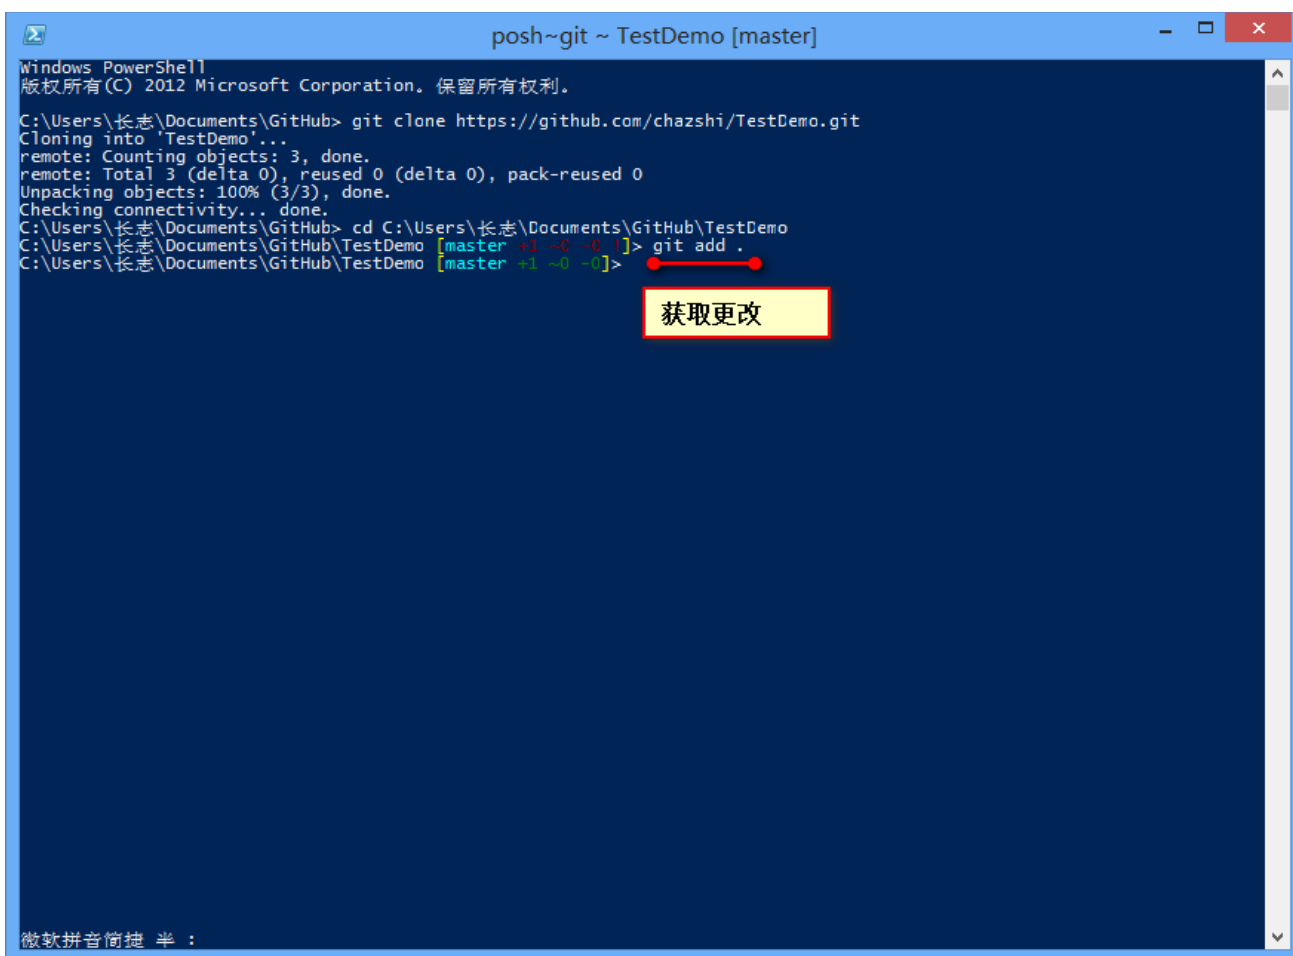 posh~git ~ TestDemo [master]
Windows PowerShell
版权所有(C) 2012 Microsoft Corporation。保留所有权利。
C:\Users\长志\Documents\GitHub> git clone https://github.com/chazshi/TestDemo.git
Cloning into 'TestDemo'...
remote: Counting objects: 3, done.
remote: Total 3 (delta 0), reused 0 (delta 0), pack-reused 0
Unpacking objects: 100% (3/3), done.
Checking connectivity... done.
C:\Users\长志\Documents\GitHub> cd C:\Users\长志\Documents\GitHub\TestDemo
C:\Users\长志\Documents\GitHub\TestDemo [master +1 ~0 -0 !]> git add .
C:\Users\长志\Documents\GitHub\TestDemo [master +1 ~0 -0]>
获取更改
微软拼音简捷 半 :